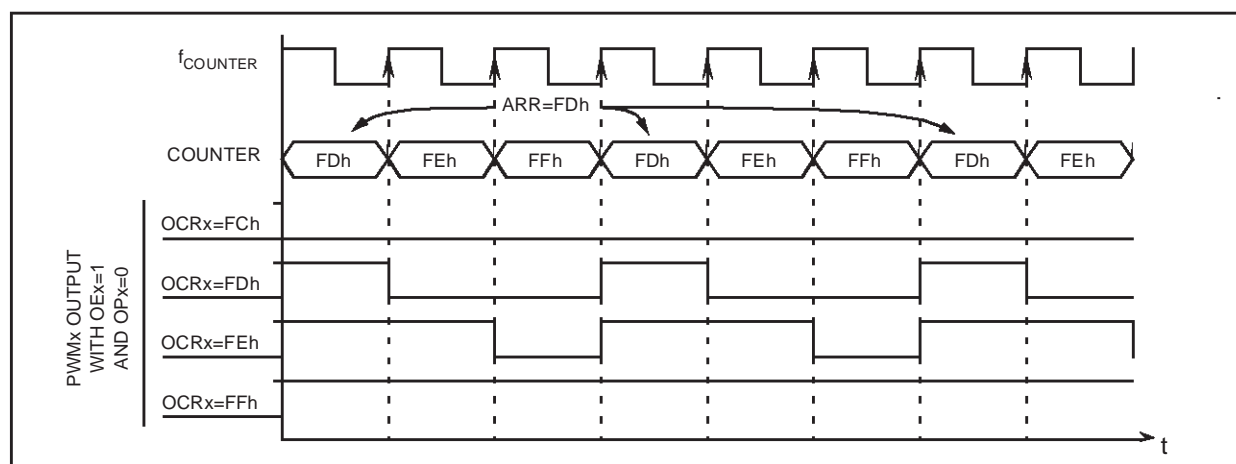 fCOUNTER
ARR=FDh
COUNTER
FDh FEh FFh FDh FEh FFh FDh FEh
PWMx OUTPUT
WITH OEx=1
AND OPx=0
OCRx=FCh
OCRx=FDh
OCRx=FEh
OCRx=FFh
t